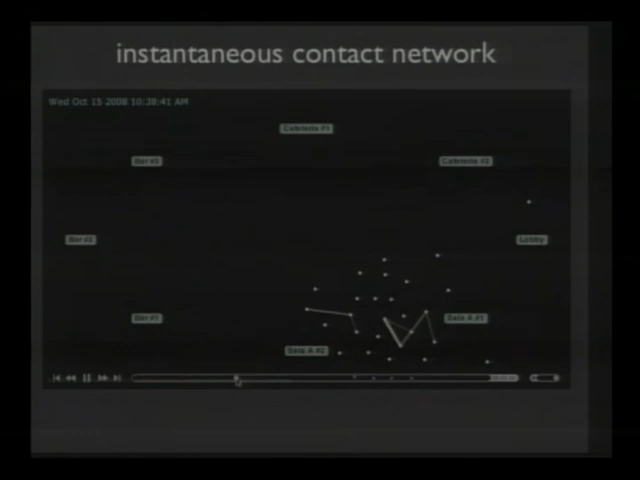 instantaneous contact network
Wed Oct 15 2008 10:38:41 AM
Cafeteria #1
Bar #3
Cafeteria #2
Bar #2
Lobby
Bar #1
Sala A #1
Sala A #2